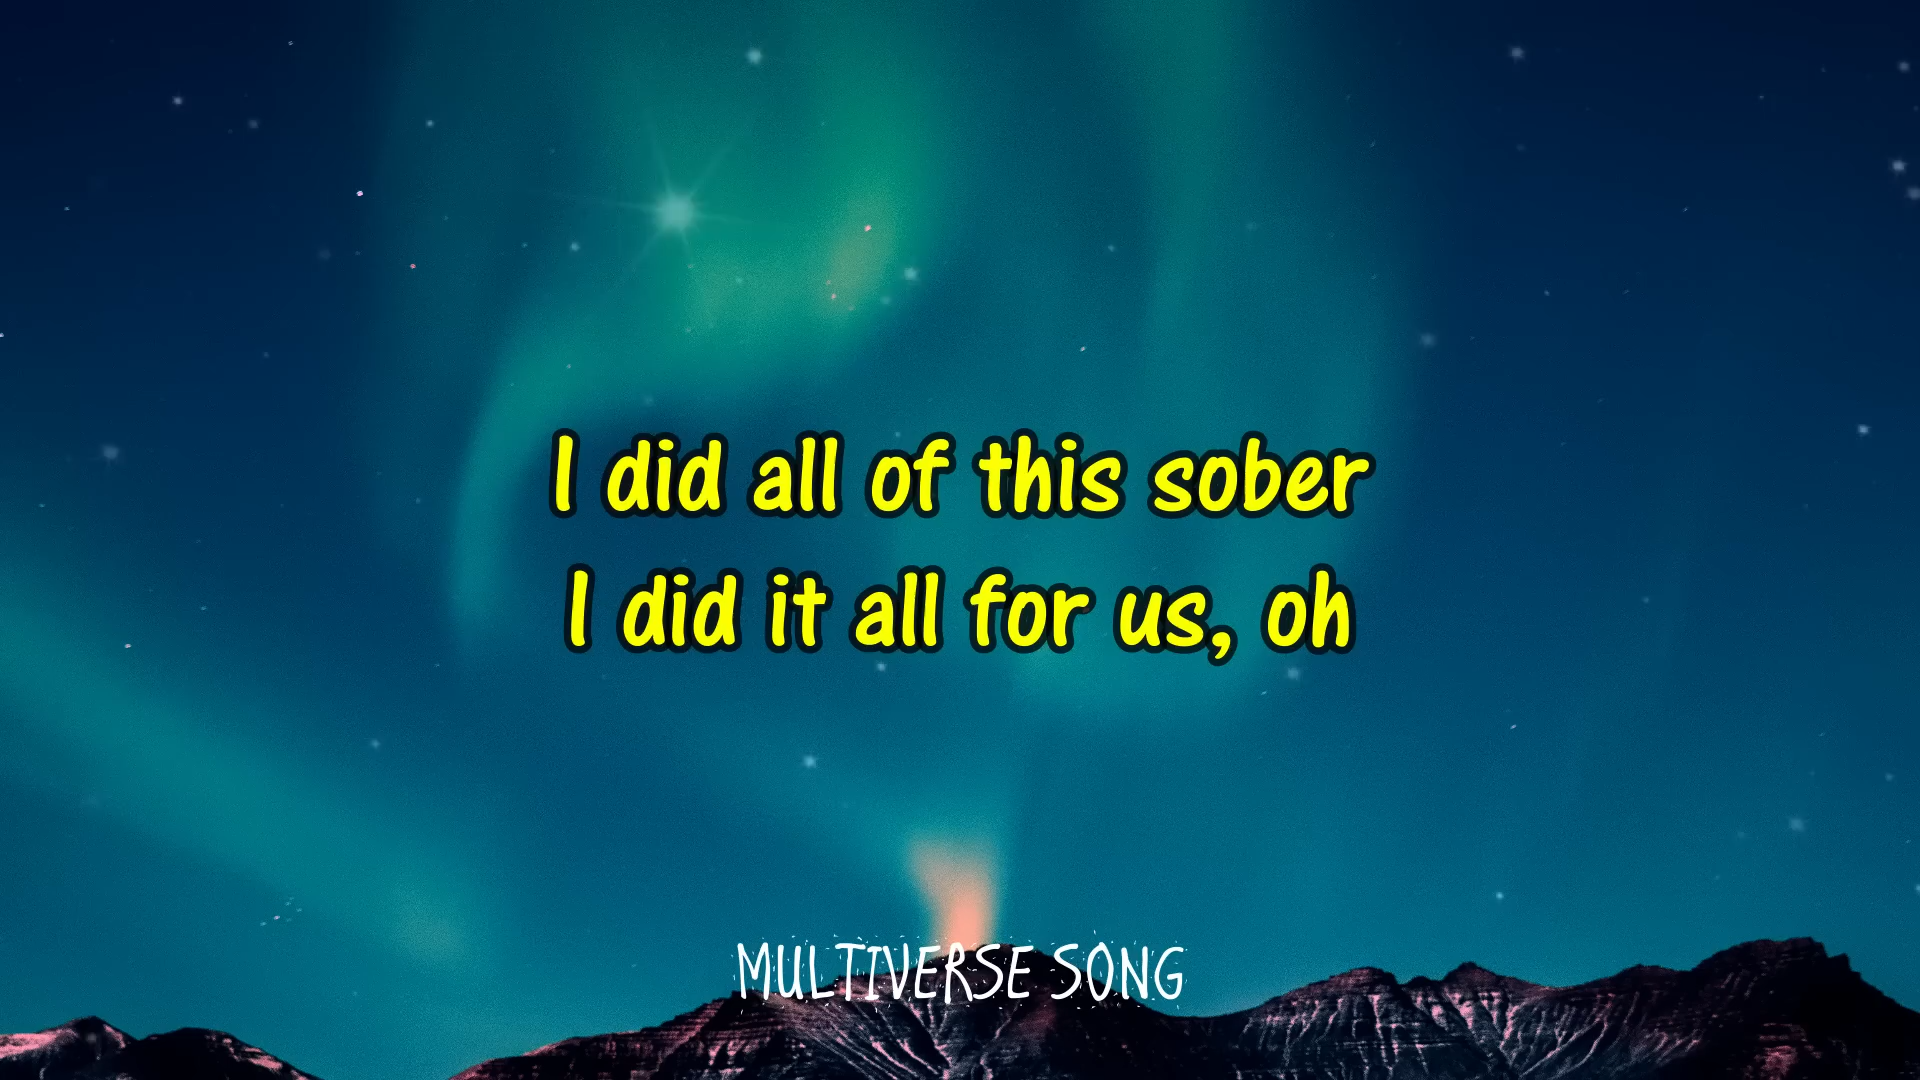 I did all of this sober
I did it all for us, oh
MULTIVERSE SONG